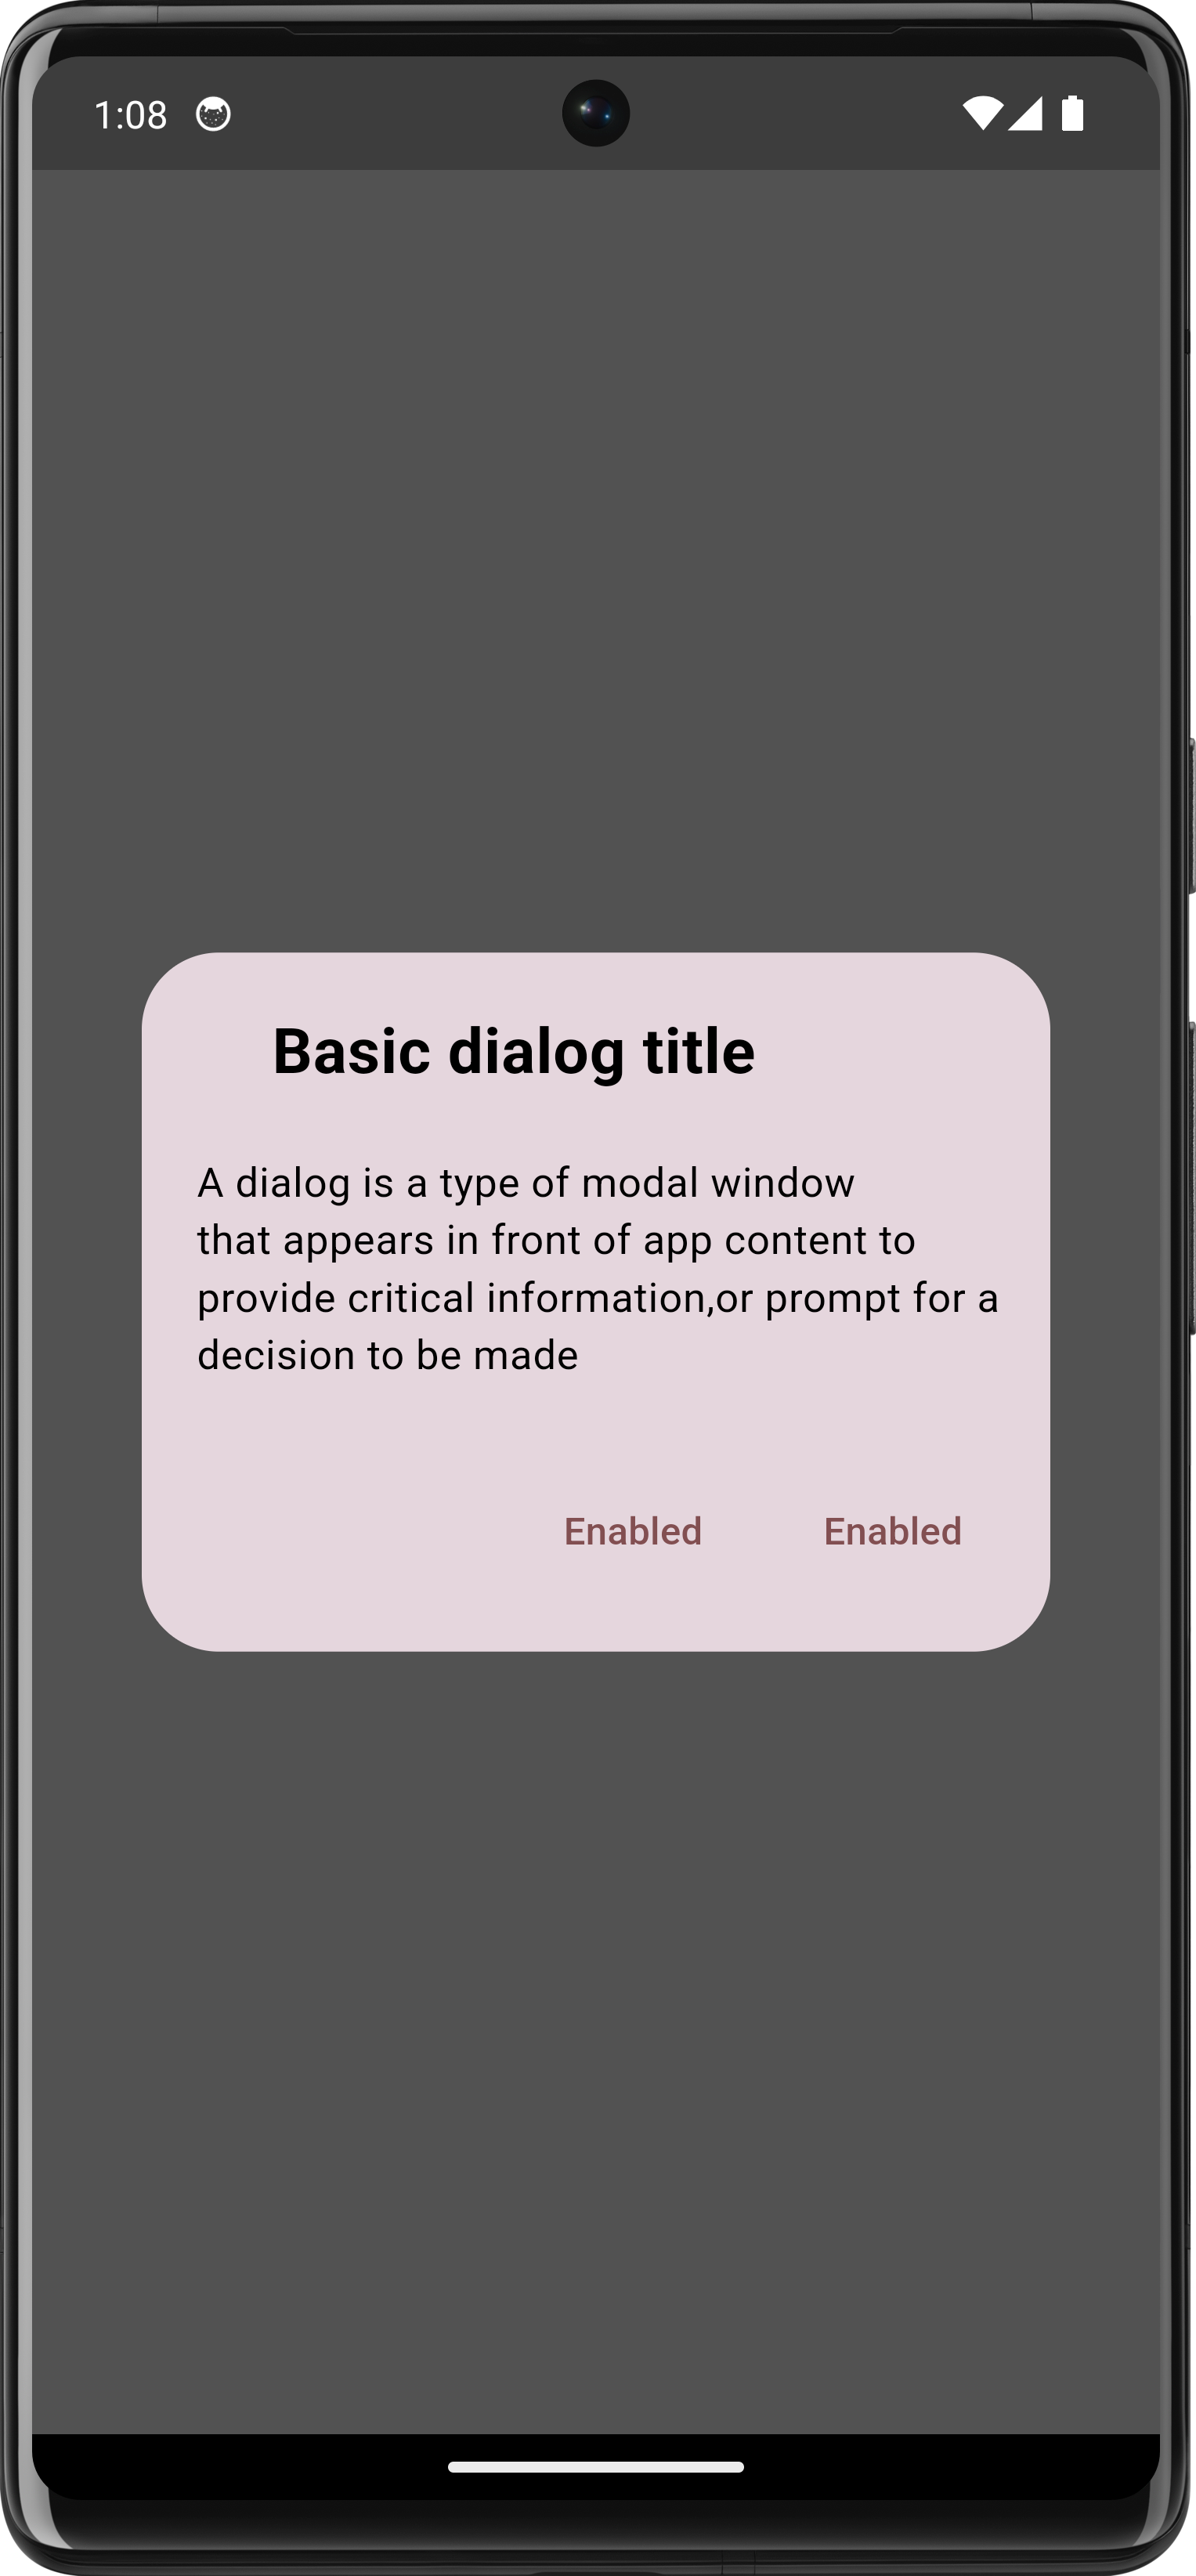 1:08
Basic dialog title
A dialog is a type of modal window
that appears in front of app content to
provide critical information,or prompt for a
decision to be made
Enabled Enabled